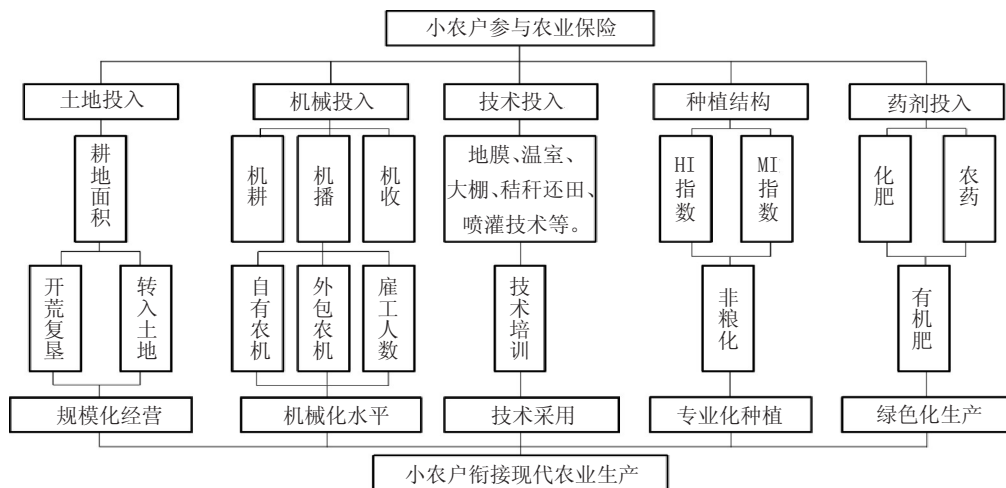 小农户参与农业保险
土地投入
机械投入
技术投入
种植结构
药剂投入
耕地面积
机耕
机播
机收
地膜、温室、
大棚、秸秆还田、
喷灌技术等。
HI指数
MI指数
化肥
农药
开荒复垦
转入土地
自有农机
外包农机
雇工人数
技术培训
非粮化
有机肥
规模化经营
机械化水平
技术采用
专业化种植
绿色化生产
小农户衔接现代农业生产